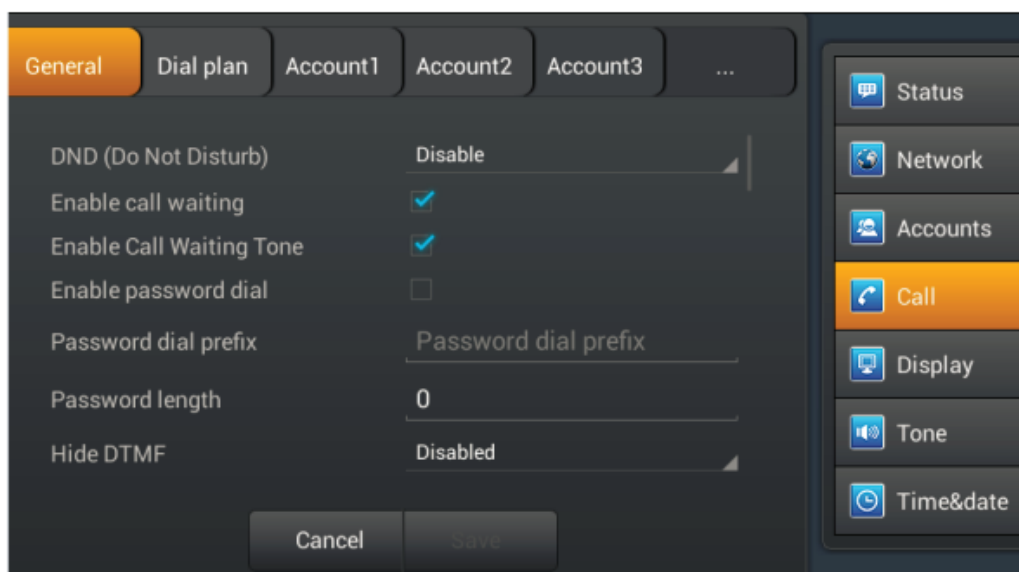 General Dial plan Account1 Account2 Account3 ...
DND (Do Not Disturb) Disable
Enable call waiting
Enable Call Waiting Tone
Enable password dial
Password dial prefix Password dial prefix
Password length 0
Hide DTMF Disabled
Cancel Save
Status
Network
Accounts
Call
Display
Tone
Time&date